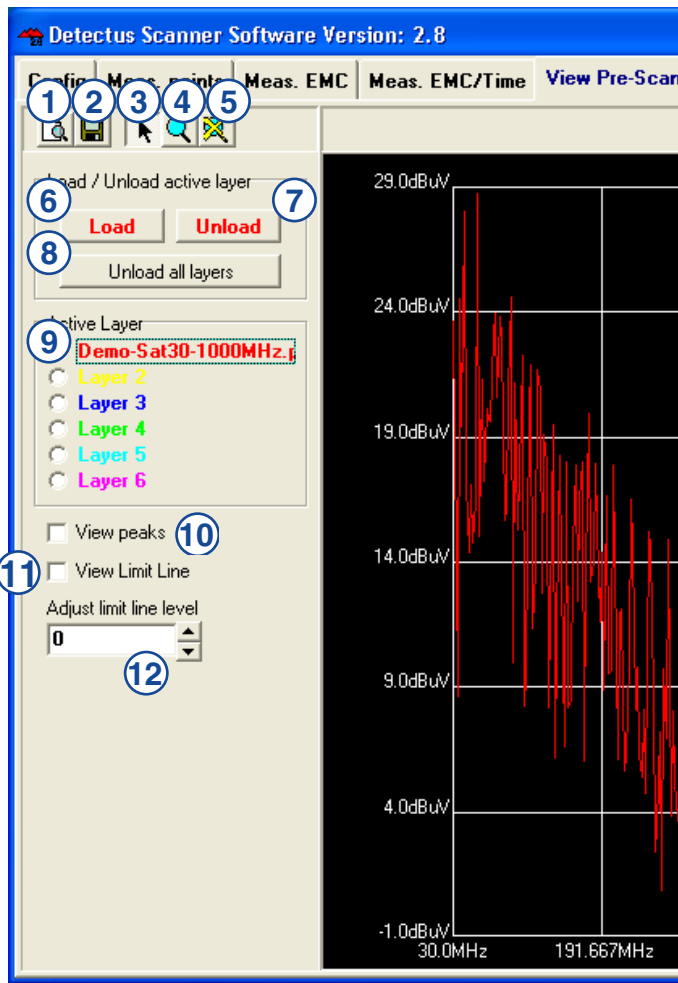 Detectus Scanner Software Version: 2.8
Config Meas. points Meas. EMC Meas. EMC/Time View Pre-Scan
1 2 3 4 5
Load / Unload active layer
6 7
Load Unload
8
Unload all layers
Active Layer
9
Demo-Sat30-1000MHz.p
Layer 2
Layer 3
Layer 4
Layer 5
Layer 6
View peaks 10
11 View Limit Line
Adjust limit line level
0
12
29.0dBuV
24.0dBuV
19.0dBuV
14.0dBuV
9.0dBuV
4.0dBuV
-1.0dBuV
30.0MHz 191.667MHz